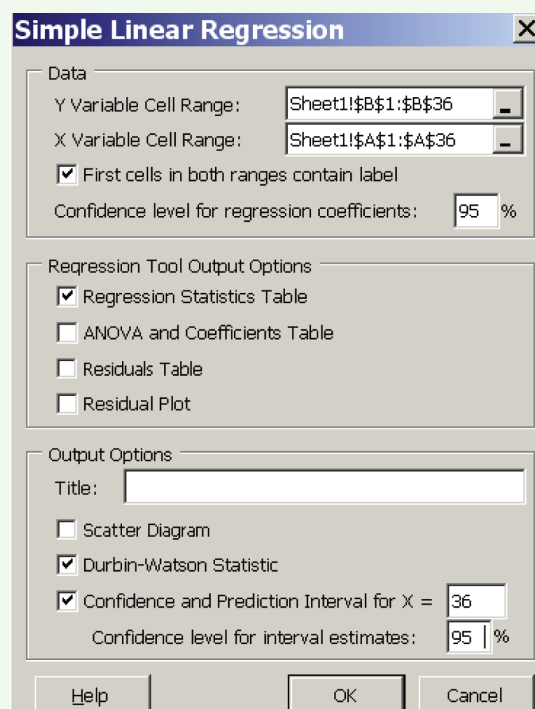 Simple Linear Regression
Data
Y Variable Cell Range: Sheet1!$B$1:$B$36
X Variable Cell Range: Sheet1!$A$1:$A$36
First cells in both ranges contain label
Confidence level for regression coefficients: 95 %
Regression Tool Output Options
Regression Statistics Table
ANOVA and Coefficients Table
Residuals Table
Residual Plot
Output Options
Title:
Scatter Diagram
Durbin-Watson Statistic
Confidence and Prediction Interval for X = 36
Confidence level for interval estimates: 95 %
Help OK Cancel